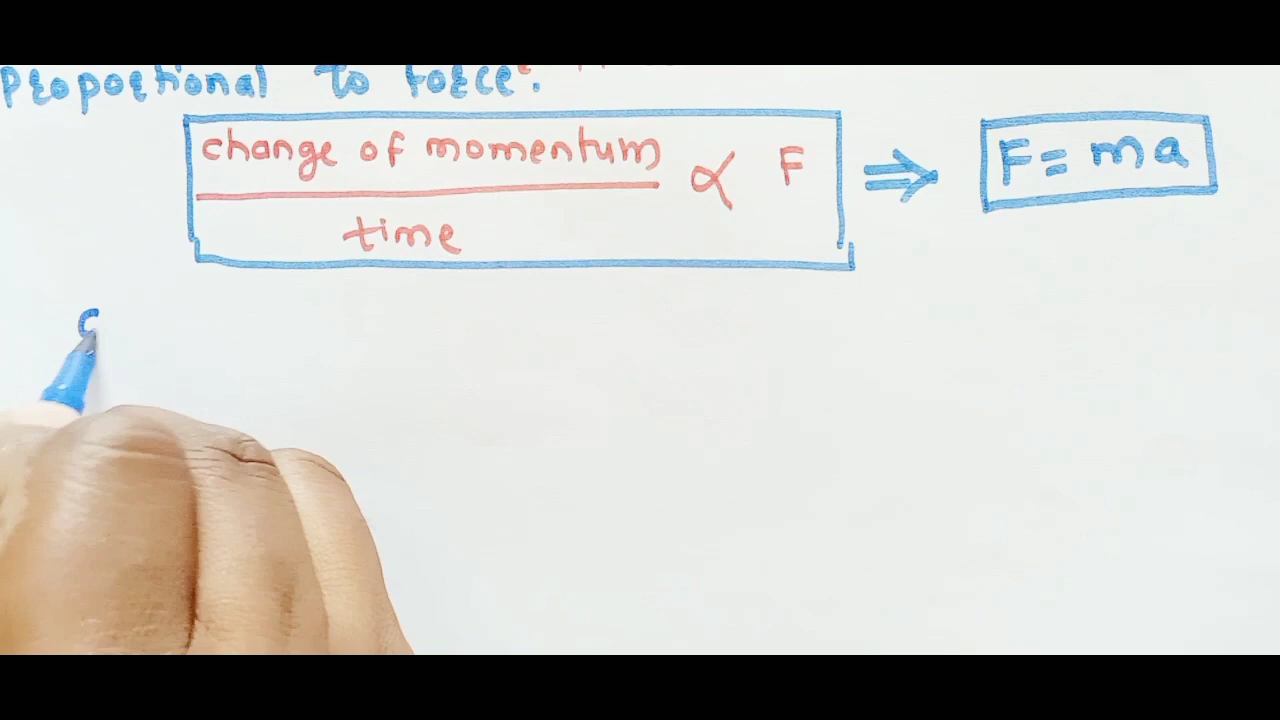 proportional to force.
change of momentum ∝ F ⇒ F = ma
time
c